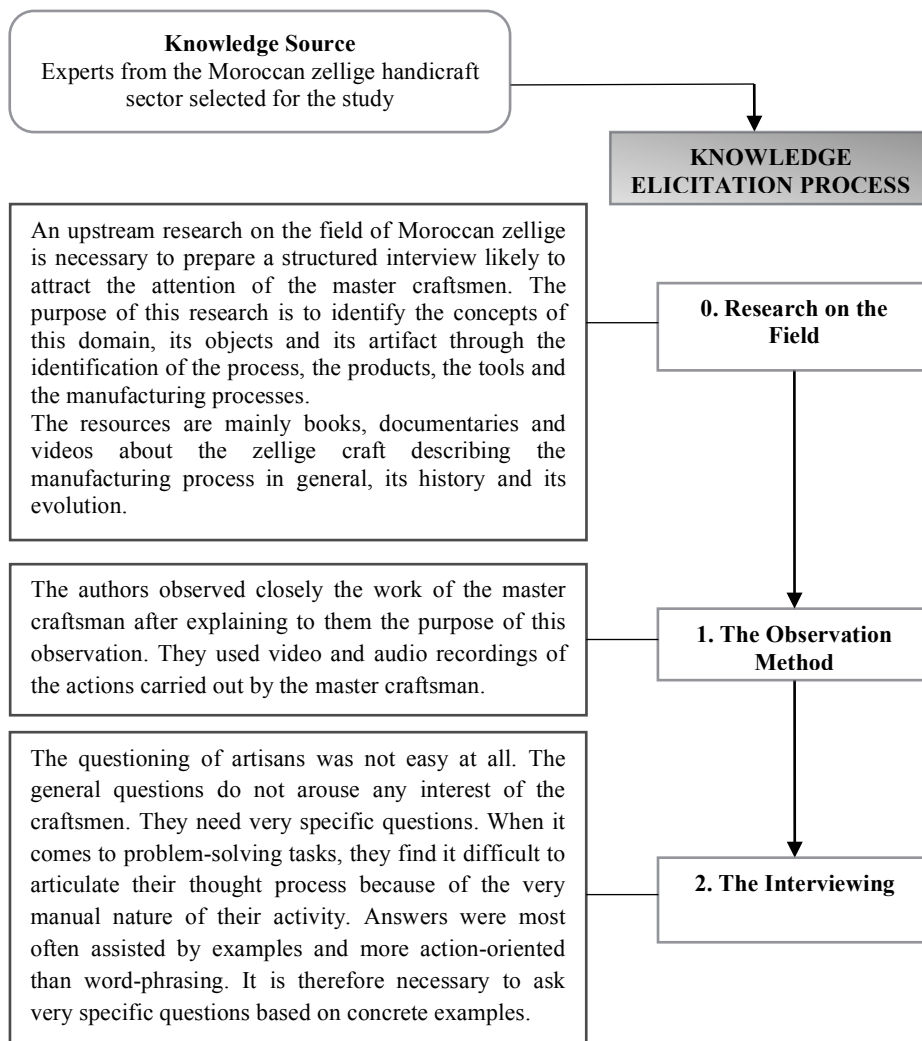 Knowledge Source
Experts from the Moroccan zellige handicraft
sector selected for the study
KNOWLEDGE
ELICITATION PROCESS
An upstream research on the field of Moroccan zellige
is necessary to prepare a structured interview likely to
attract the attention of the master craftsmen. The
purpose of this research is to identify the concepts of
this domain, its objects and its artifact through the
identification of the process, the products, the tools and
the manufacturing processes.
The resources are mainly books, documentaries and
videos about the zellige craft describing the
manufacturing process in general, its history and its
evolution.
0. Research on the
Field
The authors observed closely the work of the master
craftsman after explaining to them the purpose of this
observation. They used video and audio recordings of
the actions carried out by the master craftsman.
1. The Observation
Method
The questioning of artisans was not easy at all. The
general questions do not arouse any interest of the
craftsmen. They need very specific questions. When it
comes to problem-solving tasks, they find it difficult to
articulate their thought process because of the very
manual nature of their activity. Answers were most
often assisted by examples and more action-oriented
than word-phrasing. It is therefore necessary to ask
very specific questions based on concrete examples.
2. The Interviewing